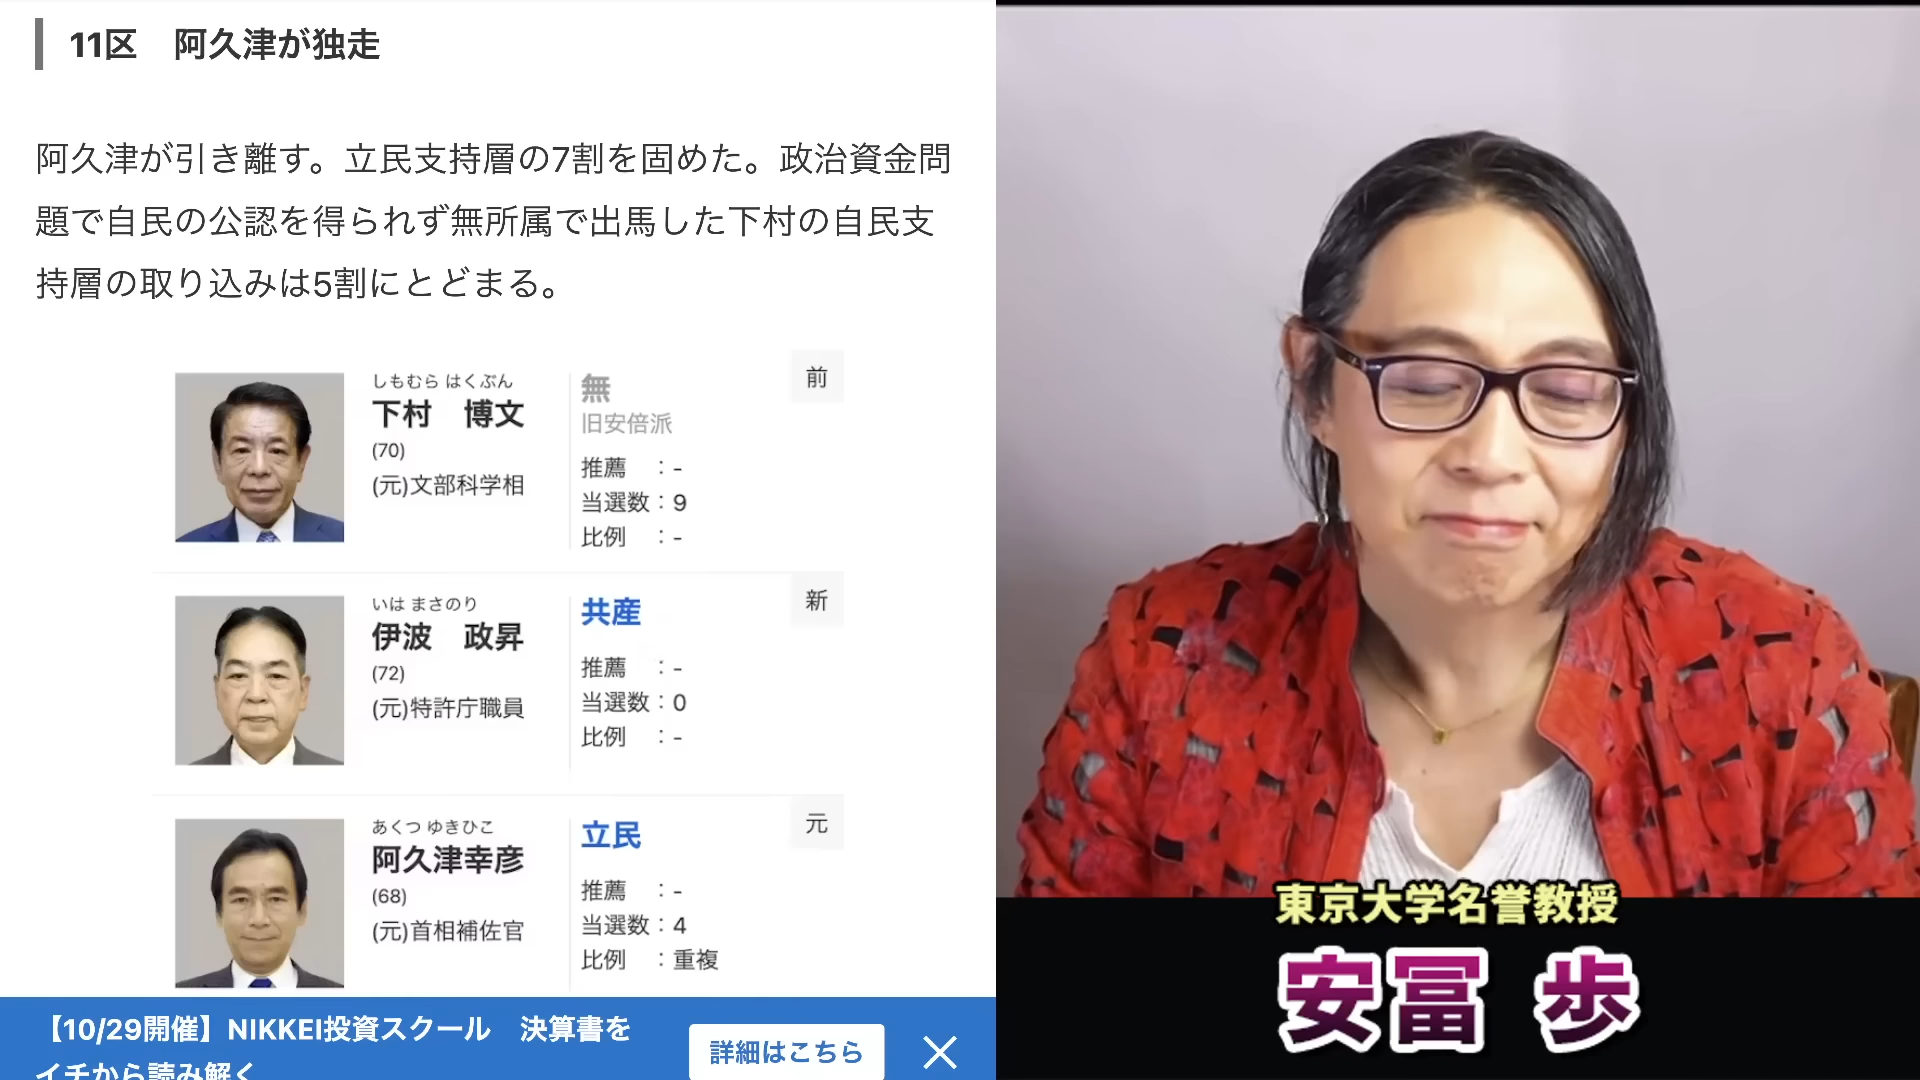 11区　阿久津が独走
阿久津が引き離す。立民支持層の7割を固めた。政治資金問
題で自民の公認を得られず無所属で出馬した下村の自民支
持層の取り込みは5割にとどまる。
しもむら はくぶん
下村　博文
(70)
(元)文部科学相
無
旧安倍派
推薦　：-
当選数：9
比例　：-
前
いは まさのり
伊波　政昇
(72)
(元)特許庁職員
共産
推薦　：-
当選数：0
比例　：-
新
あくつ ゆきひこ
阿久津幸彦
(68)
(元)首相補佐官
立民
推薦　：-
当選数：4
比例　：重複
元
【10/29開催】NIKKEI投資スクール　決算書を
イチから読み解く
詳細はこちら
東京大学名誉教授
安冨 歩